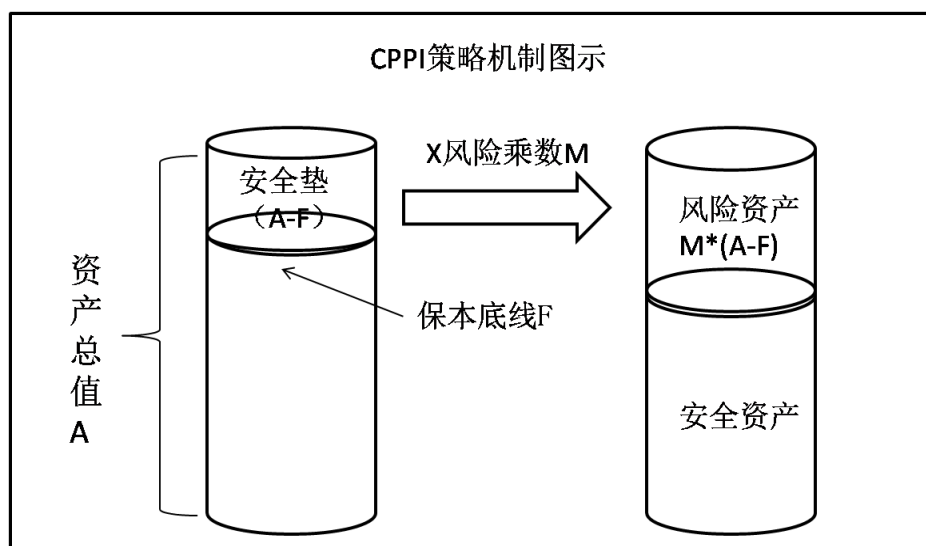 CPPI策略机制图示
安全垫
（A-F）
X风险乘数M
风险资产
M*(A-F)
资
产
总
值
A
保本底线F
安全资产